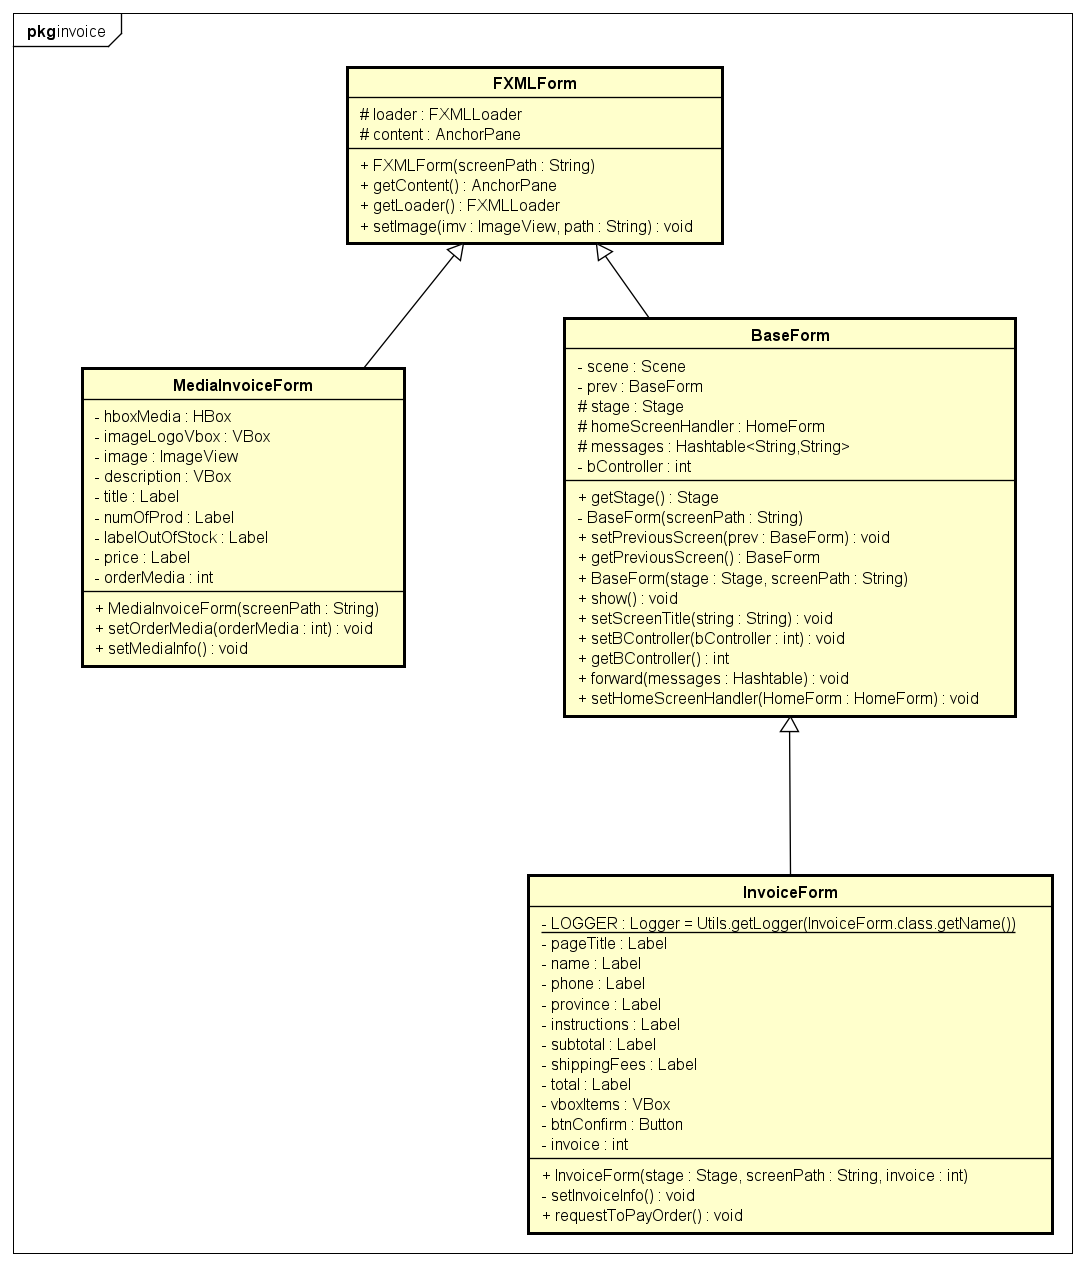 pkg invoice
FXMLForm
# loader : FXMLLoader
# content : AnchorPane
+ FXMLForm(screenPath : String)
+ getContent() : AnchorPane
+ getLoader() : FXMLLoader
+ setImage(imv : ImageView, path : String) : void
MediaInvoiceForm
- hboxMedia : HBox
- imageLogoVbox : VBox
- image : ImageView
- description : VBox
- title : Label
- numOfProd : Label
- labelOutOfStock : Label
- price : Label
- orderMedia : int
+ MediaInvoiceForm(screenPath : String)
+ setOrderMedia(orderMedia : int) : void
+ setMediaInfo() : void
BaseForm
- scene : Scene
- prev : BaseForm
# stage : Stage
# homeScreenHandler : HomeForm
# messages : Hashtable<String,String>
- bController : int
+ getStage() : Stage
- BaseForm(screenPath : String)
+ setPreviousScreen(prev : BaseForm) : void
+ getPreviousScreen() : BaseForm
+ BaseForm(stage : Stage, screenPath : String)
+ show() : void
+ setScreenTitle(string : String) : void
+ setBController(bController : int) : void
+ getBController() : int
+ forward(messages : Hashtable) : void
+ setHomeScreenHandler(HomeForm : HomeForm) : void
InvoiceForm
- LOGGER : Logger = Utils.getLogger(InvoiceForm.class.getName())
- pageTitle : Label
- name : Label
- phone : Label
- province : Label
- instructions : Label
- subtotal : Label
- shippingFees : Label
- total : Label
- vboxItems : VBox
- btnConfirm : Button
- invoice : int
+ InvoiceForm(stage : Stage, screenPath : String, invoice : int)
- setInvoiceInfo() : void
+ requestToPayOrder() : void